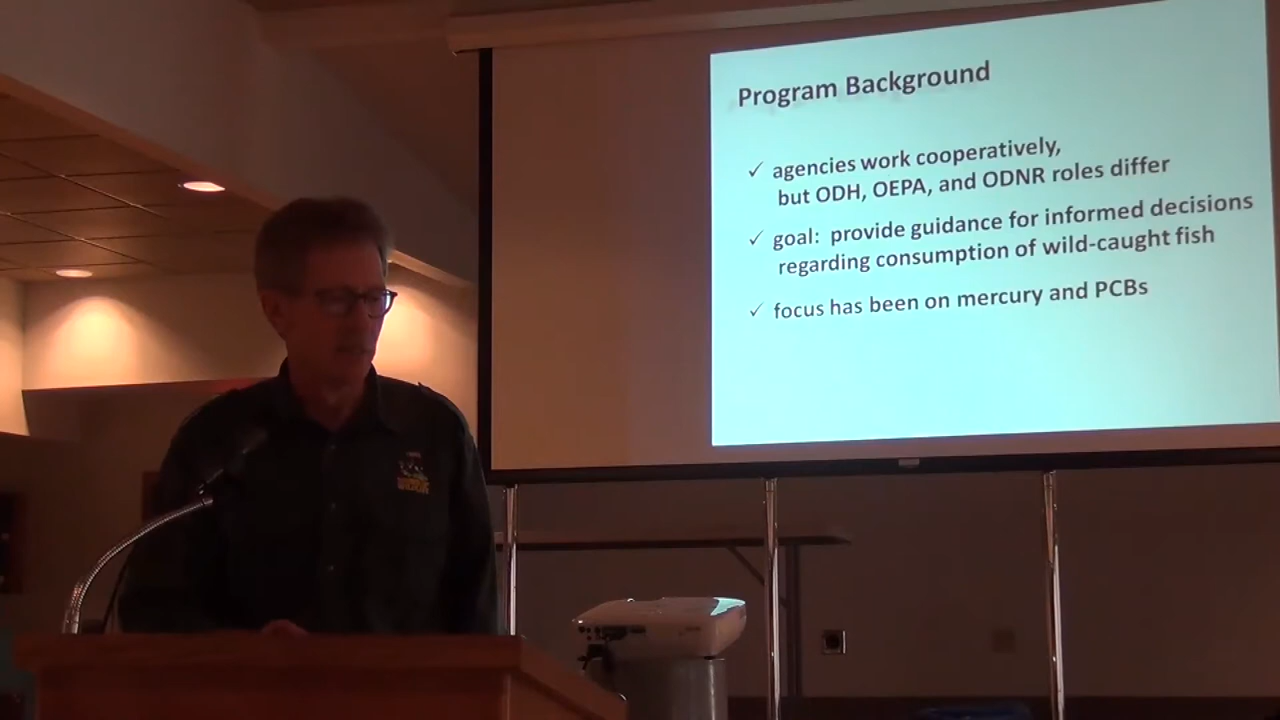 Program Background
✓ agencies work cooperatively,
but ODH, OEPA, and ODNR roles differ
✓ goal: provide guidance for informed decisions
regarding consumption of wild-caught fish
✓ focus has been on mercury and PCBs